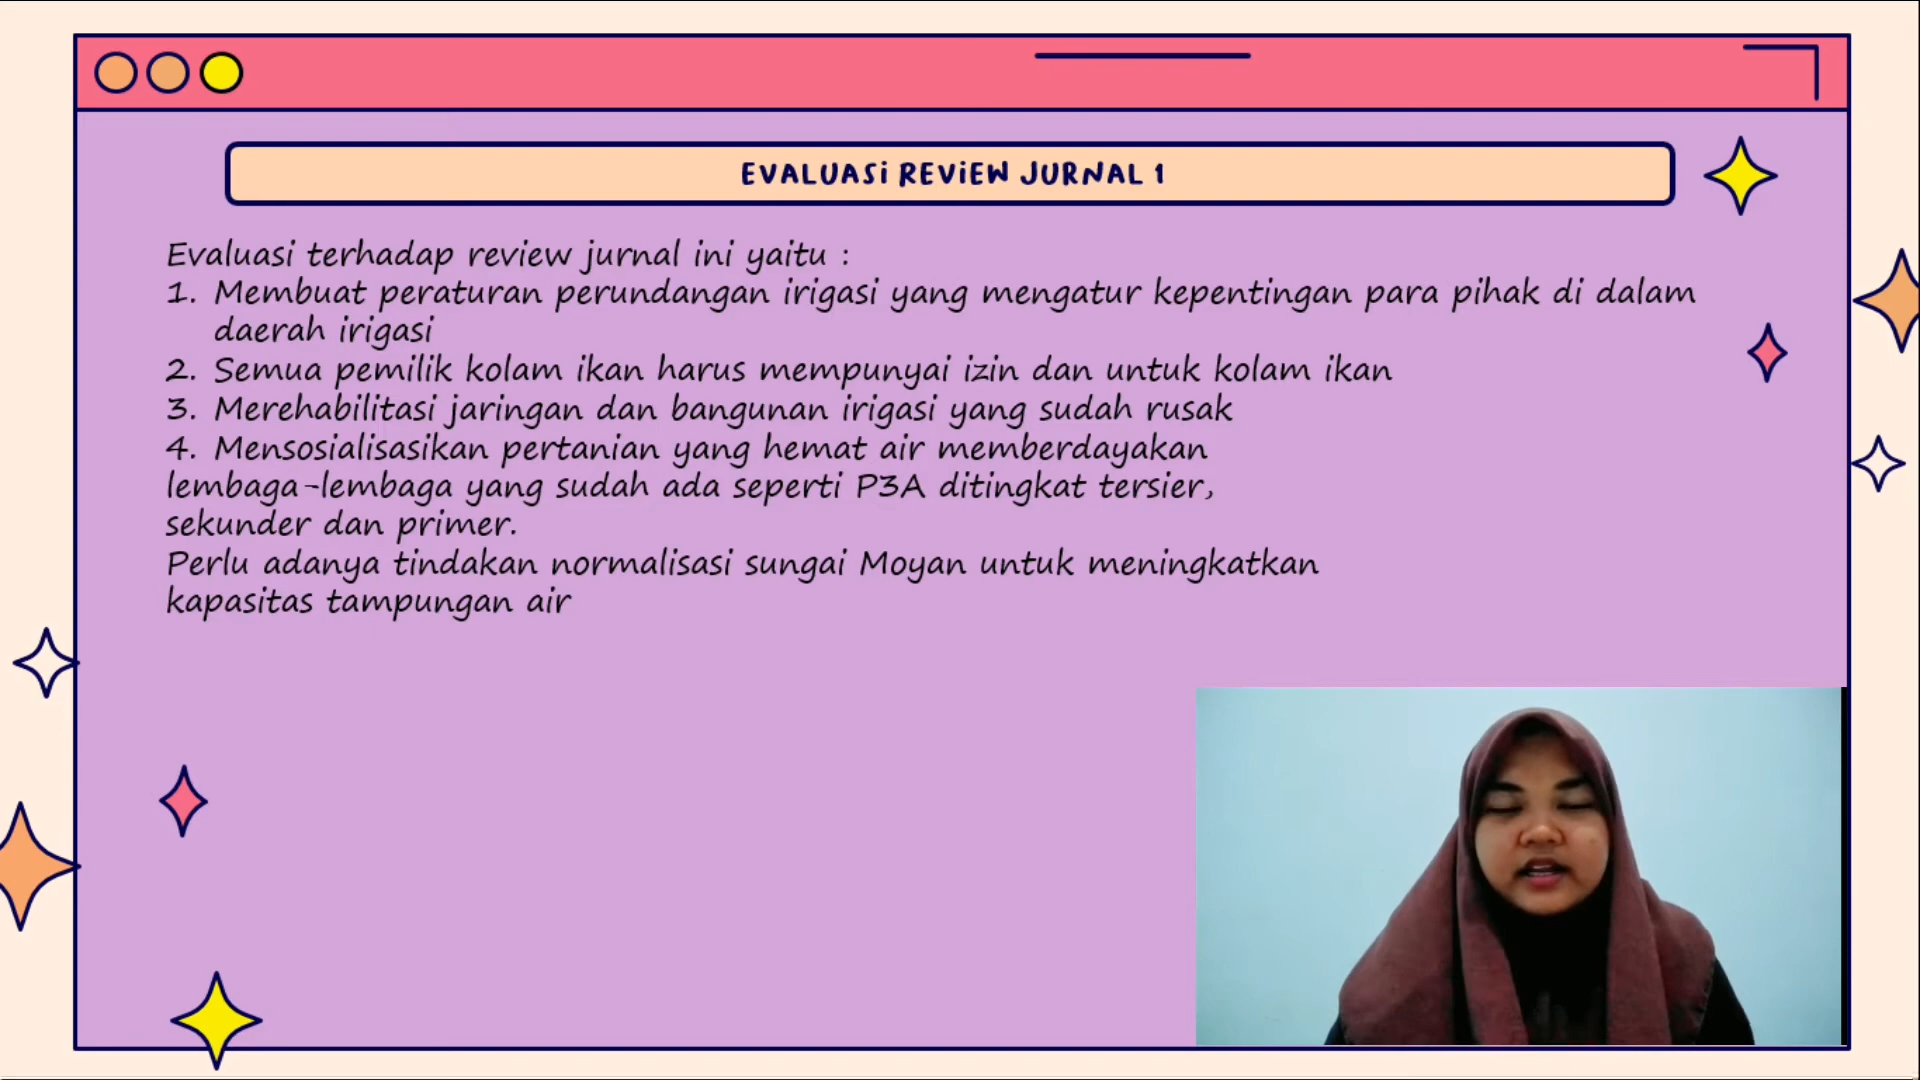 EVALUASI REVIEW JURNAL 1
Evaluasi terhadap review jurnal ini yaitu :
1. Membuat peraturan perundangan irigasi yang mengatur kepentingan para pihak di dalam
daerah irigasi
2. Semua pemilik kolam ikan harus mempunyai izin dan untuk kolam ikan
3. Merehabilitasi jaringan dan bangunan irigasi yang sudah rusak
4. Mensosialisasikan pertanian yang hemat air memberdayakan
lembaga-lembaga yang sudah ada seperti P3A ditingkat tersier,
sekunder dan primer.
Perlu adanya tindakan normalisasi sungai Moyan untuk meningkatkan
kapasitas tampungan air